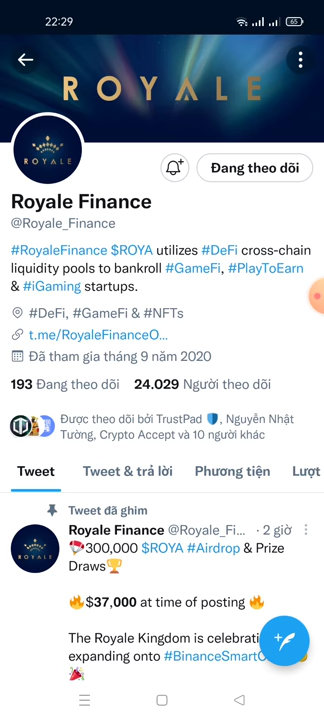 22:29
65
ROYALE
ROYALE
Đang theo dõi
Royale Finance
@Royale_Finance
#RoyaleFinance $ROYA utilizes #DeFi cross-chain
liquidity pools to bankroll #GameFi, #PlayToEarn
& #iGaming startups.
#DeFi, #GameFi & #NFTs
t.me/RoyaleFinanceO...
Đã tham gia tháng 9 năm 2020
193 Đang theo dõi 24.029 Người theo dõi
Được theo dõi bởi TrustPad 🛡️, Nguyễn Nhật
Tường, Crypto Accept và 10 người khác
Tweet Tweet & trả lời Phương tiện Lượt
Tweet đã ghim
Royale Finance @Royale_Fi... · 2 giờ
ROYALE
🪂300,000 $ROYA #Airdrop & Prize
Draws🏆
🔥$37,000 at time of posting 🔥
The Royale Kingdom is celebrati
expanding onto #BinanceSmartC
🎉